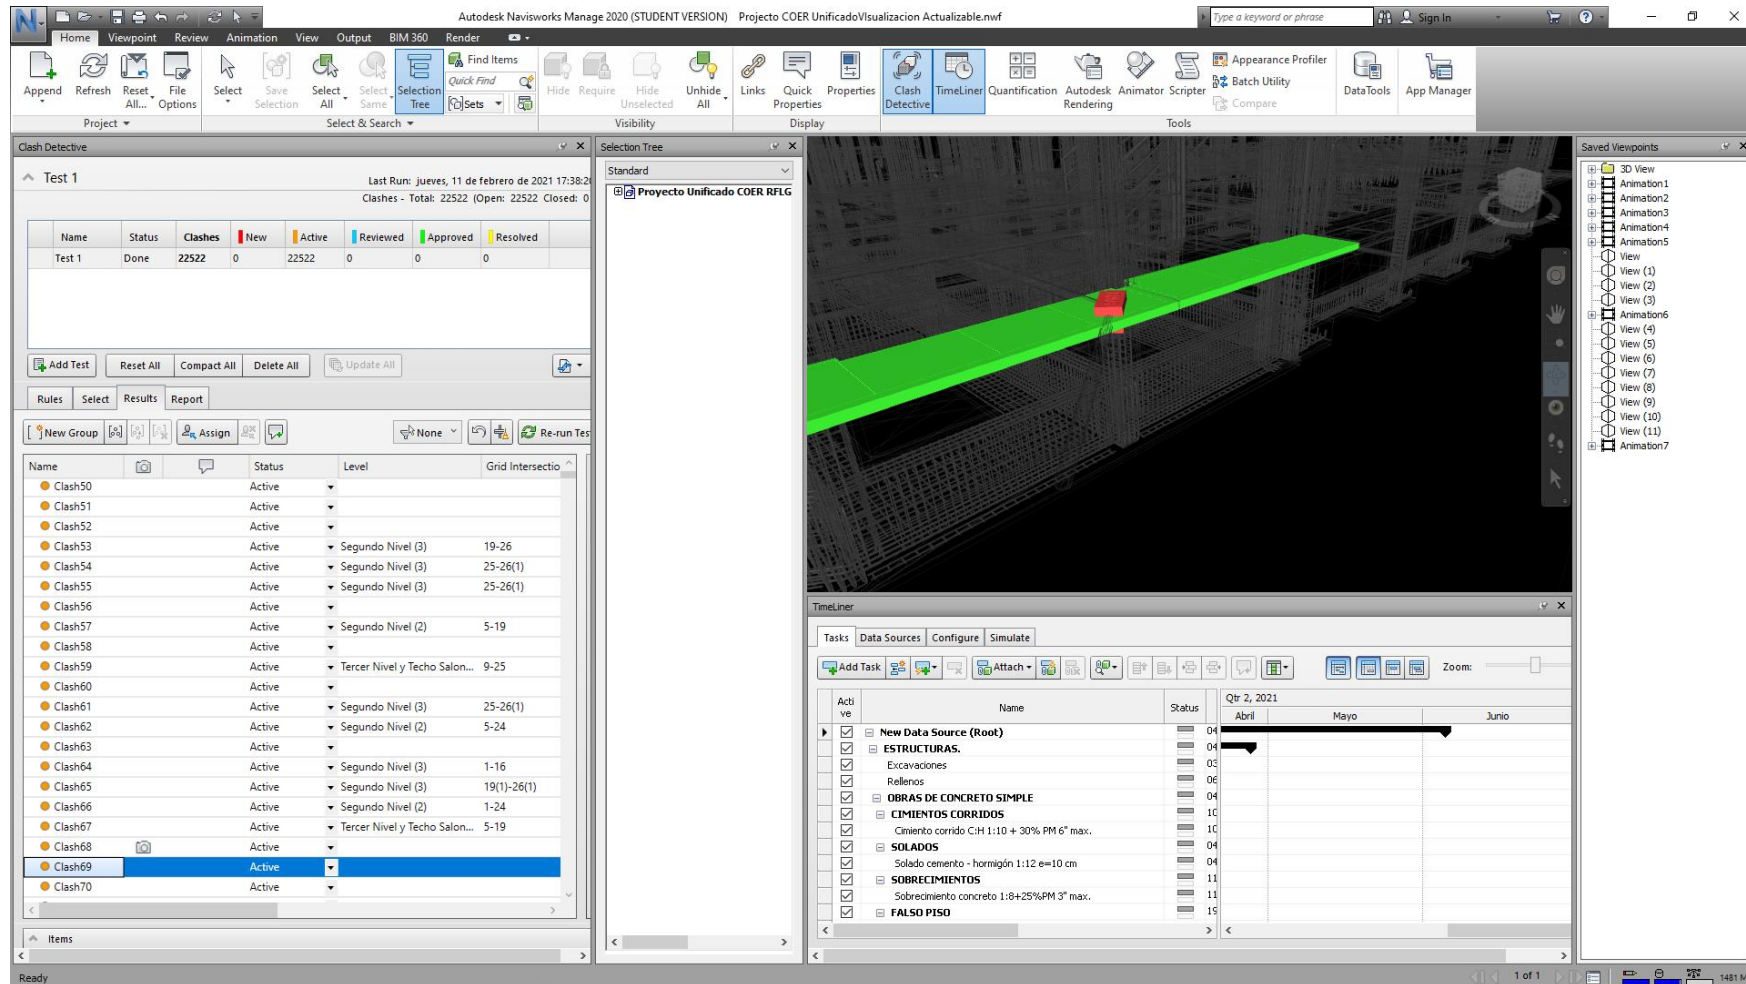 Autodesk Navisworks Manage 2020 (STUDENT VERSION) Projecto COER UnificadoVIsualizacion Actualizable.nwf
Type a keyword or phrase
Sign In
Home Viewpoint Review Animation View Output BIM 360 Render
Append
Refresh
Reset All...
File Options
Select
Save Selection
Select All
Select Same
Selection Tree
Find Items
Quick Find
Sets
Hide
Require
Hide Unselected
Unhide All
Links
Quick Properties
Properties
Clash Detective
TimeLiner
Quantification
Autodesk Rendering
Animator
Scripter
Appearance Profiler
Batch Utility
Compare
DataTools
App Manager
Project
Select & Search
Visibility
Display
Tools
Clash Detective
Test 1
Last Run: jueves, 11 de febrero de 2021 17:38:2
Clashes - Total: 22522 (Open: 22522 Closed: 0
Name Status Clashes New Active Reviewed Approved Resolved
Test 1 Done 22522 0 22522 0 0 0
Add Test Reset All Compact All Delete All Update All
Rules Select Results Report
New Group Assign None Re-run Tes
Name Status Level Grid Intersectio
Clash50 Active
Clash51 Active
Clash52 Active
Clash53 Active Segundo Nivel (3) 19-26
Clash54 Active Segundo Nivel (3) 25-26(1)
Clash55 Active Segundo Nivel (3) 25-26(1)
Clash56 Active
Clash57 Active Segundo Nivel (2) 5-19
Clash58 Active
Clash59 Active Tercer Nivel y Techo Salon... 9-25
Clash60 Active
Clash61 Active Segundo Nivel (3) 25-26(1)
Clash62 Active Segundo Nivel (2) 5-24
Clash63 Active
Clash64 Active Segundo Nivel (3) 1-16
Clash65 Active Segundo Nivel (3) 19(1)-26(1)
Clash66 Active Segundo Nivel (2) 1-24
Clash67 Active Tercer Nivel y Techo Salon... 5-19
Clash68 Active
Clash69 Active
Clash70 Active
Items
Selection Tree
Standard
Proyecto Unificado COER RFLG
TimeLiner
Tasks Data Sources Configure Simulate
Add Task Attach Zoom:
Active Name Status Qtr 2, 2021
Abril Mayo Junio
New Data Source (Root) 04
ESTRUCTURAS. 04
Excavaciones 03
Rellenos 06
OBRAS DE CONCRETO SIMPLE 04
CIMIENTOS CORRIDOS 10
Cimiento corrido C:H 1:10 + 30% PM 6" max. 10
SOLADOS 04
Solado cemento - hormigón 1:12 e=10 cm 04
SOBRECIMIENTOS 11
Sobrecimiento concreto 1:8+25%PM 3" max. 11
FALSO PISO 19
Saved Viewpoints
3D View
Animation1
Animation2
Animation3
Animation4
Animation5
View
View (1)
View (2)
View (3)
Animation6
View (4)
View (5)
View (6)
View (7)
View (8)
View (9)
View (10)
View (11)
Animation7
Ready
1 of 1
1481 M